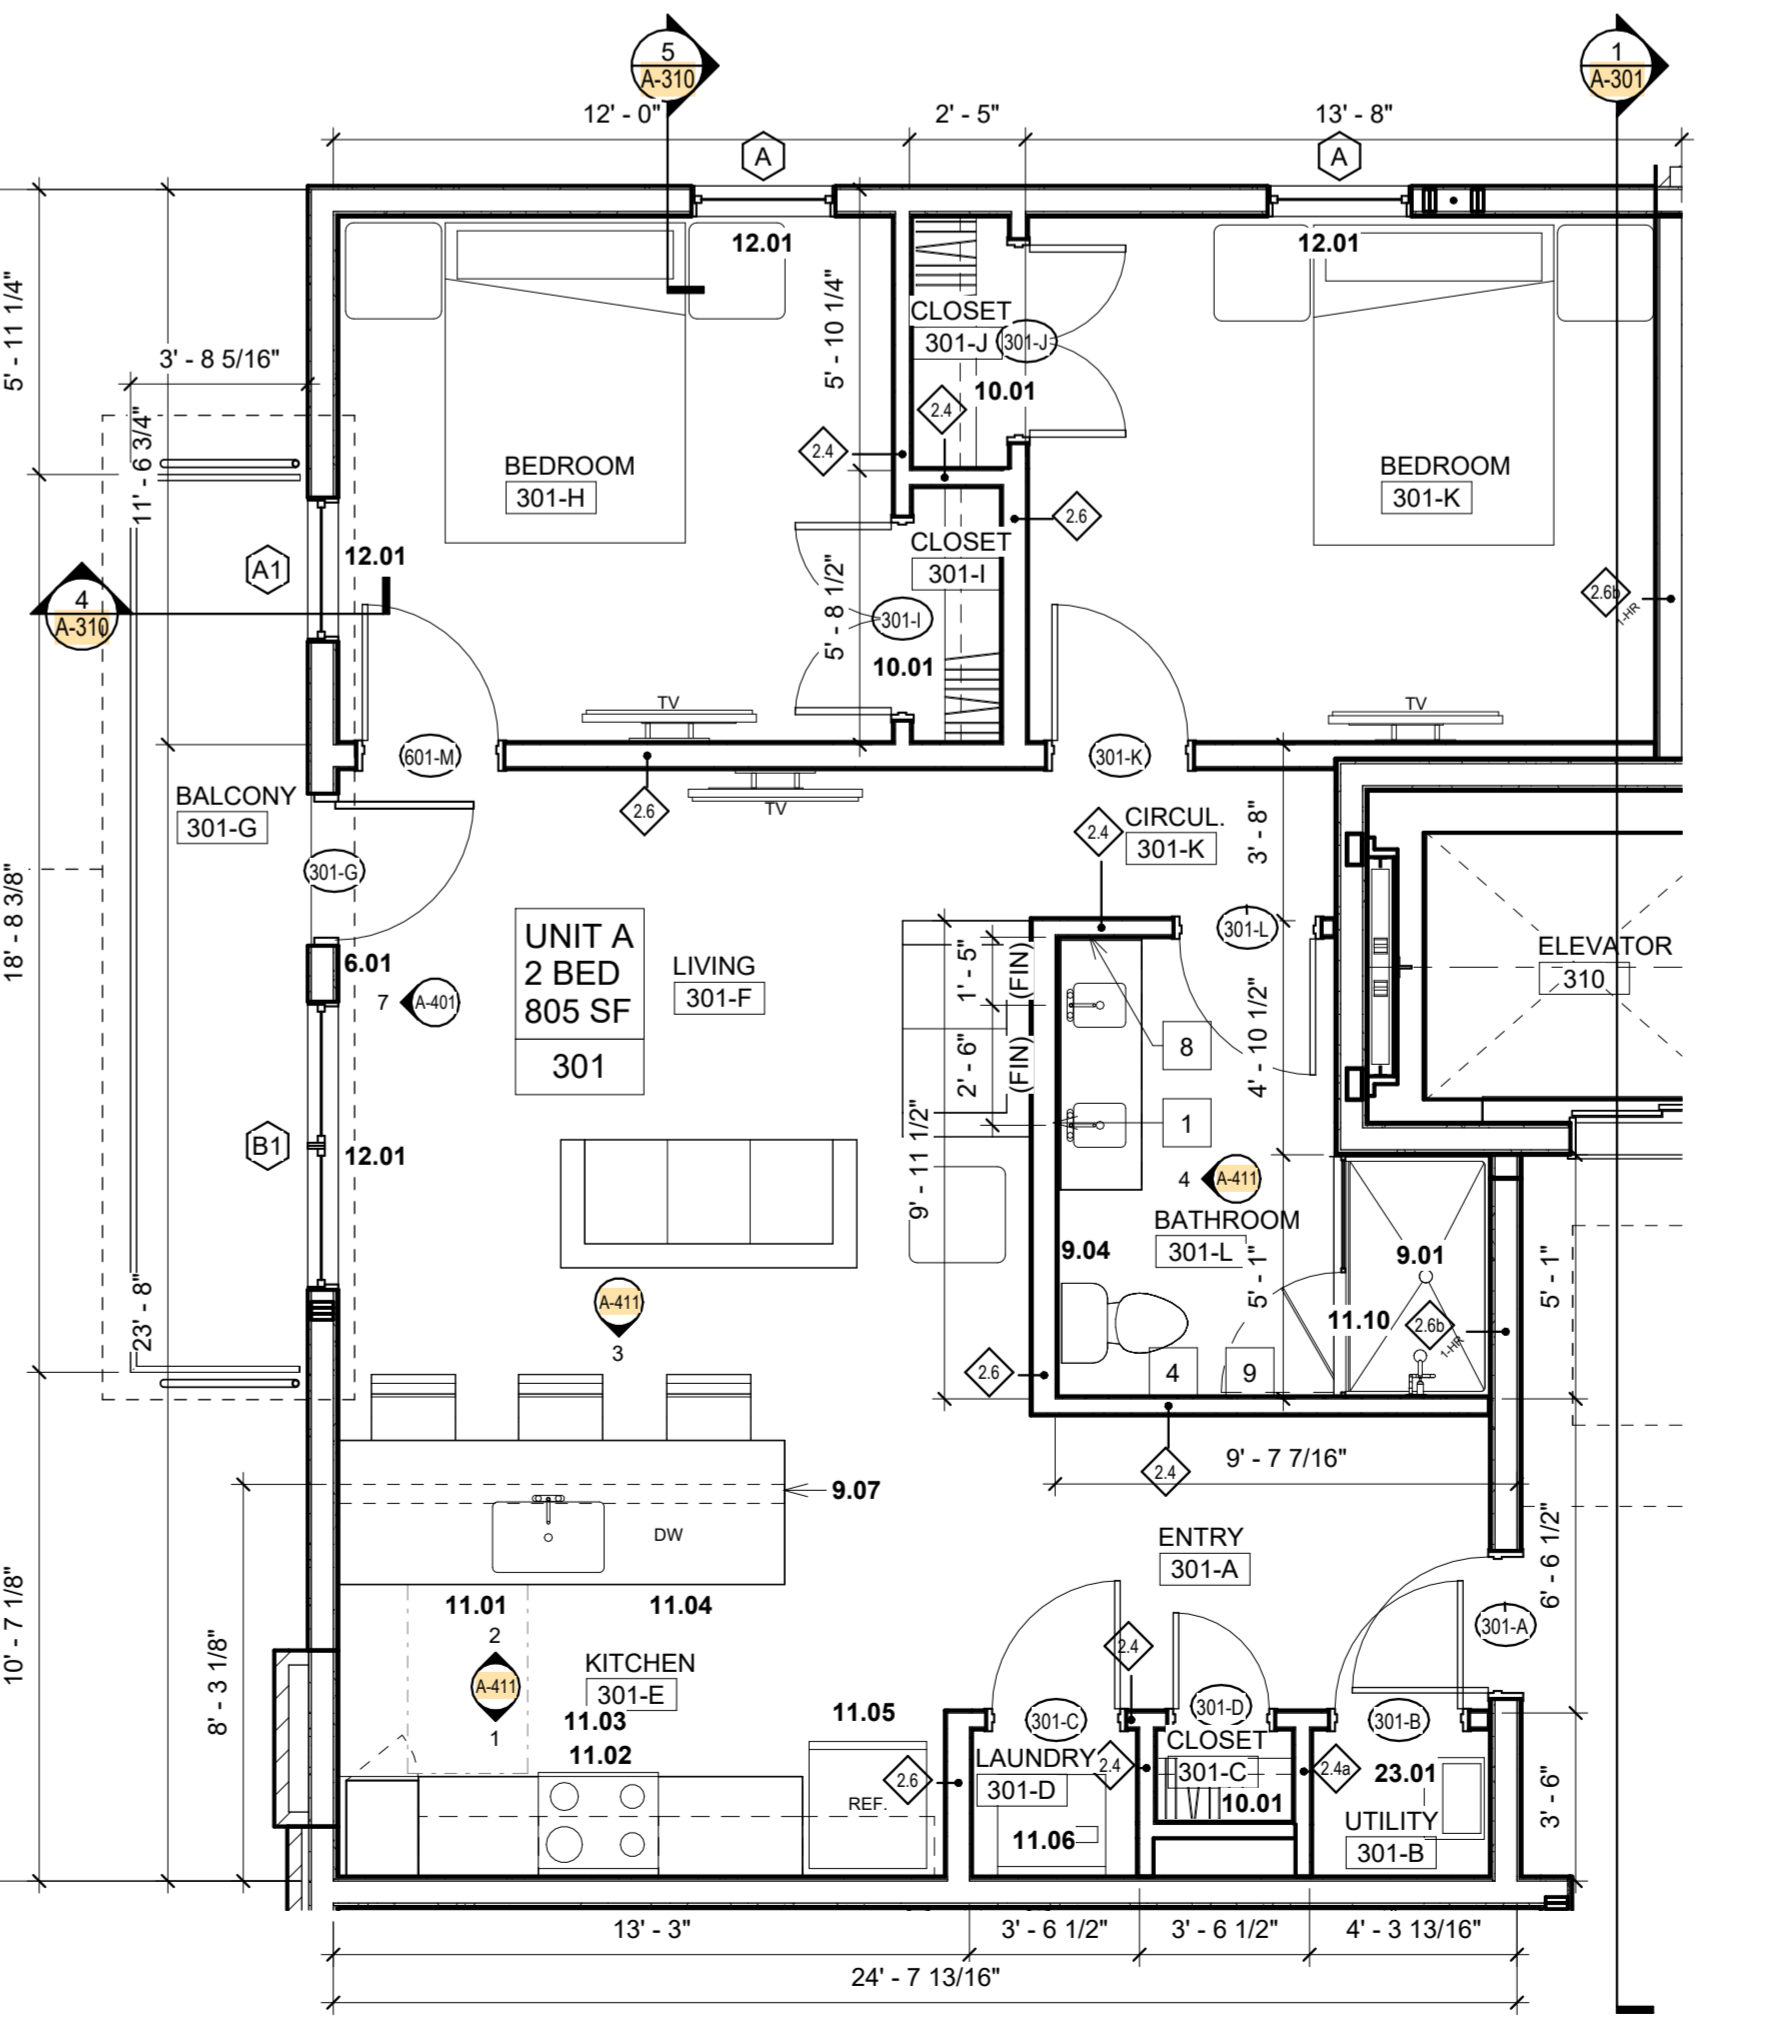 5
A-310
1
A-301
12' - 0"
2' - 5"
13' - 8"
A
A
12.01
12.01
5' - 11 1/4"
5' - 10 1/4"
3' - 8 5/16"
11' - 6 3/4"
CLOSET
301-J
301-J
10.01
2.4
2.4
BEDROOM
301-H
BEDROOM
301-K
2.6
CLOSET
301-I
A1
12.01
4
A-310
5' - 8 1/2"
301-I
10.01
2.6b
1-HR
TV
TV
601-M
301-K
BALCONY
301-G
2.6
TV
2.4
CIRCUL.
301-K
3' - 8"
301-G
18' - 8 3/8"
UNIT A
2 BED
805 SF
301
LIVING
301-F
6.01
7
A-401
1' - 5"
(FIN)
2' - 6"
(FIN)
301-L
ELEVATOR
310
8
4' - 10 1/2"
1
B1
12.01
9' - 11 1/2"
4
A-411
BATHROOM
301-L
9.04
9.01
5' - 1"
5' - 1"
23' - 8"
A-411
3
11.10
2.6b
1-HR
2.6
4
9
9' - 7 7/16"
2.4
9.07
DW
ENTRY
301-A
6' - 6 1/2"
11.01
11.04
2
A-411
1
10' - 7 1/8"
8' - 3 1/8"
KITCHEN
301-E
11.03
11.02
11.05
2.4
301-A
301-C
301-D
301-B
REF.
2.6
LAUNDRY
301-D
11.06
2.4
CLOSET
301-C
10.01
2.4a
23.01
UTILITY
301-B
3' - 6"
13' - 3"
3' - 6 1/2"
3' - 6 1/2"
4' - 3 13/16"
24' - 7 13/16"